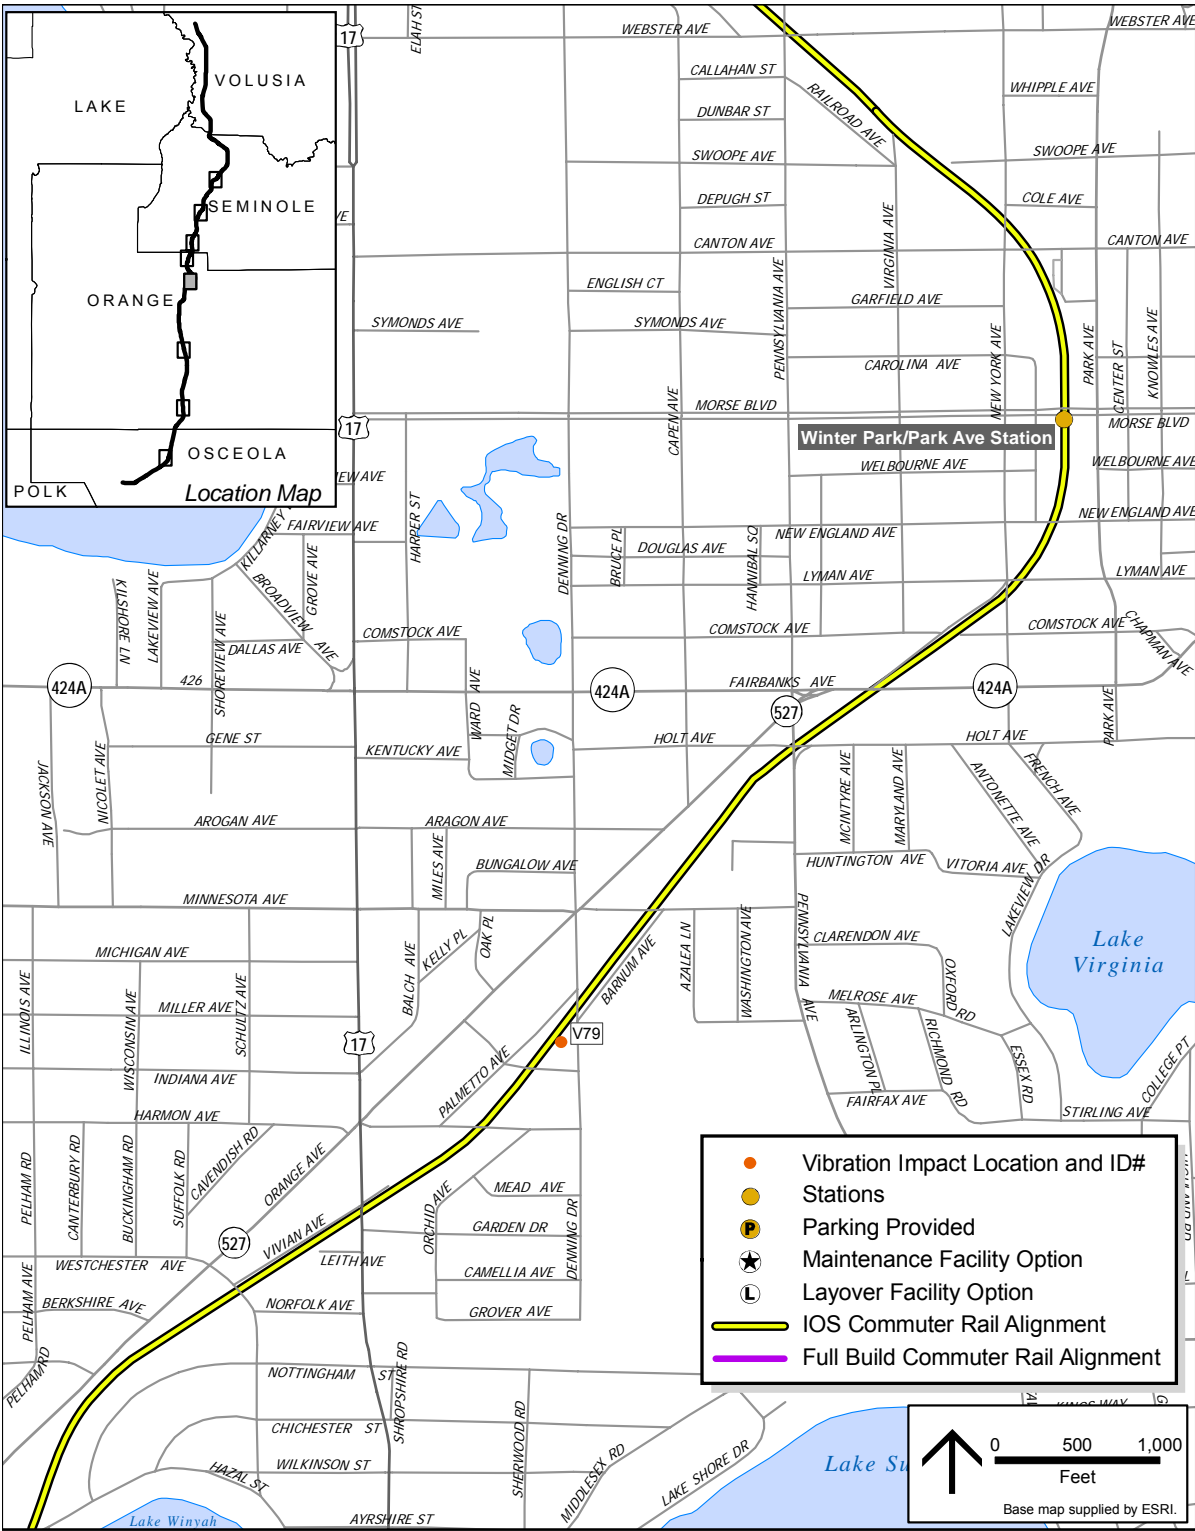 ELAH ST
17
WEBSTER AVE
WEBSTER AVE
VOLUSIA
LAKE
CALLAHAN ST
WHIPPLE AVE
RAILROAD AVE
DUNBAR ST
SWOOPE AVE
SWOOPE AVE
SEMINOLE
DEPUGH ST
COLE AVE
VIRGINIA AVE
CANTON AVE
CANTON AVE
ENGLISH CT
PENNSYLVANIA AVE
ORANGE
GARFIELD AVE
SYMONDS AVE
SYMONDS AVE
CAROLINA AVE
NEW YORK AVE
PARK AVE
CENTER ST
KNOWLES AVE
CAPEN AVE
MORSE BLVD
MORSE BLVD
17
Winter Park/Park Ave Station
OSCEOLA
POLK
Location Map
EW AVE
WELBOURNE AVE
WELBOURNE AVE
FAIRVIEW AVE
KILLARNEY
HARPER ST
DENNING DR
NEW ENGLAND AVE
NEW ENGLAND AVE
BRUCE PL
DOUGLAS AVE
HANNIBAL SQ
LYMAN AVE
LYMAN AVE
GROVE AVE
BROADVIEW AVE
KILSHORE LN
LAKEVIEW AVE
SHOREVIEW AVE
DALLAS AVE
COMSTOCK AVE
COMSTOCK AVE
COMSTOCK AVE
CHAPMAN AVE
424A
426
424A
FAIRBANKS AVE
424A
527
WARD AVE
MIDGET DR
PARK AVE
GENE ST
KENTUCKY AVE
HOLT AVE
HOLT AVE
JACKSON AVE
NICOLET AVE
MCINTYRE AVE
MARYLAND AVE
ANTONETTE AVE
FRENCH AVE
AROGAN AVE
ARAGON AVE
MILES AVE
BUNGALOW AVE
HUNTINGTON AVE
VITORIA AVE
LAKEVIEW DR
MINNESOTA AVE
PENNSYLVANIA AVE
Lake
Virginia
MICHIGAN AVE
BALCH AVE
KELLY PL
OAK PL
BARNUM AVE
AZALEA LN
WASHINGTON AVE
CLARENDON AVE
OXFORD RD
ILLINOIS AVE
WISCONSIN AVE
MILLER AVE
SCHULTZ AVE
MELROSE AVE
ARLINGTON PL
RICHMOND RD
ESSEX RD
COLLEGE PT
17
V79
PALMETTO AVE
INDIANA AVE
FAIRFAX AVE
STIRLING AVE
HARMON AVE
PELHAM RD
CANTERBURY RD
BUCKINGHAM RD
SUFFOLK RD
CAVENDISH RD
ORANGE AVE
ORCHID AVE
MEAD AVE
DENNING DR
GARDEN DR
527
VIVIAN AVE
LEITH AVE
WESTCHESTER AVE
CAMELLIA AVE
PELHAM AVE
BERKSHIRE AVE
NORFOLK AVE
GROVER AVE
Vibration Impact Location and ID#
Stations
P
Parking Provided
Maintenance Facility Option
L
Layover Facility Option
IOS Commuter Rail Alignment
Full Build Commuter Rail Alignment
PELHAM RD
NOTTINGHAM ST
SHROPSHIRE RD
CHICHESTER ST
SHERWOOD RD
MIDDLESEX RD
LAKE SHORE DR
HAZAL ST
WILKINSON ST
KINGS WAY
Lake Su
Lake Winyah
AYRSHIRE ST
0 500 1,000
Feet
Base map supplied by ESRI.